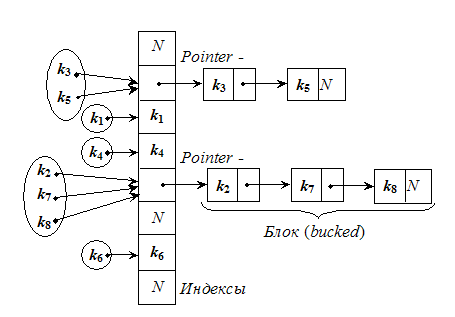 N
Pointer -
k3
k3
k5 N
k5
k1
k1
k4
k4
Pointer -
k2
k7
k8
k2
k7
k8 N
N
Блок (bucked)
k6
k6
N
Индексы